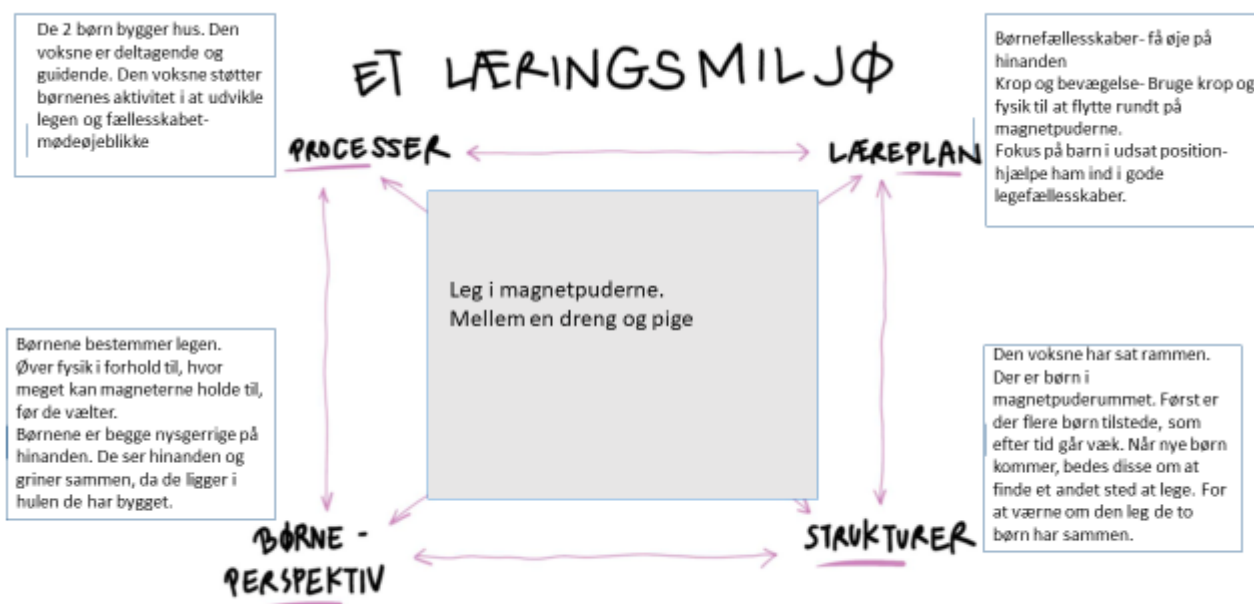 ET LÆRINGSMILJØ
De 2 børn bygger hus. Den
voksne er deltagende og
guidende. Den voksne støtter
børnenes aktivitet i at udvikle
legen og fællesskabet-
mødeøjeblikke
PROCESSER
LÆREPLAN
Børnefællesskaber- få øje på
hinanden
Krop og bevægelse- Bruge krop og
fysik til at flytte rundt på
magnetpuderne.
Fokus på barn i udsat position-
hjælpe ham ind i gode
legefællesskaber.
Leg i magnetpuderne.
Mellem en dreng og pige
Børnene bestemmer legen.
Øver fysik i forhold til, hvor
meget kan magneterne holde til,
før de vælter.
Børnene er begge nysgerrige på
hinanden. De ser hinanden og
griner sammen, da de ligger i
hulen de har bygget.
BØRNE-
PERSPEKTIV
STRUKTURER
Den voksne har sat rammen.
Der er børn i
magnetpuderummet. Først er
der flere børn tilstede, som
efter tid går væk. Når nye børn
kommer, bedes disse om at
finde et andet sted at lege. For
at værne om den leg de to
børn har sammen.